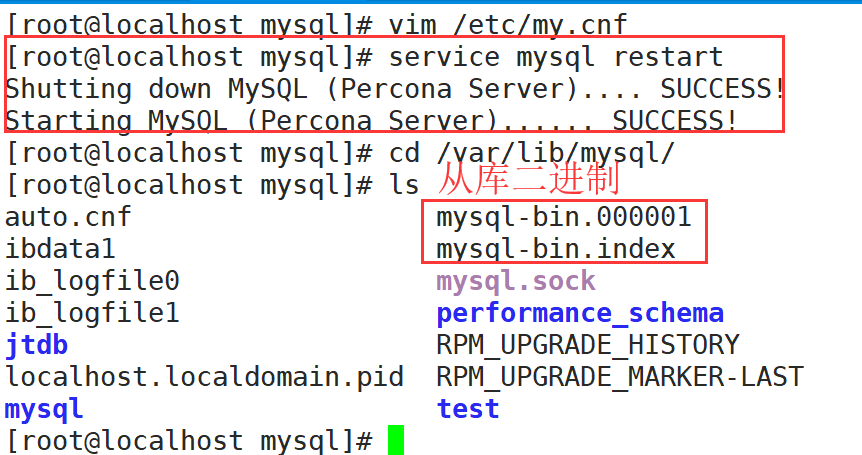 [root@localhost mysql]# vim /etc/my.cnf
[root@localhost mysql]# service mysql restart
Shutting down MySQL (Percona Server).... SUCCESS!
Starting MySQL (Percona Server)...... SUCCESS!
[root@localhost mysql]# cd /var/lib/mysql/
[root@localhost mysql]# ls 从库二进制
auto.cnf mysql-bin.000001
ibdata1 mysql-bin.index
ib_logfile0 mysql.sock
ib_logfile1 performance_schema
jtdb RPM_UPGRADE_HISTORY
localhost.localdomain.pid RPM_UPGRADE_MARKER-LAST
mysql test
[root@localhost mysql]#